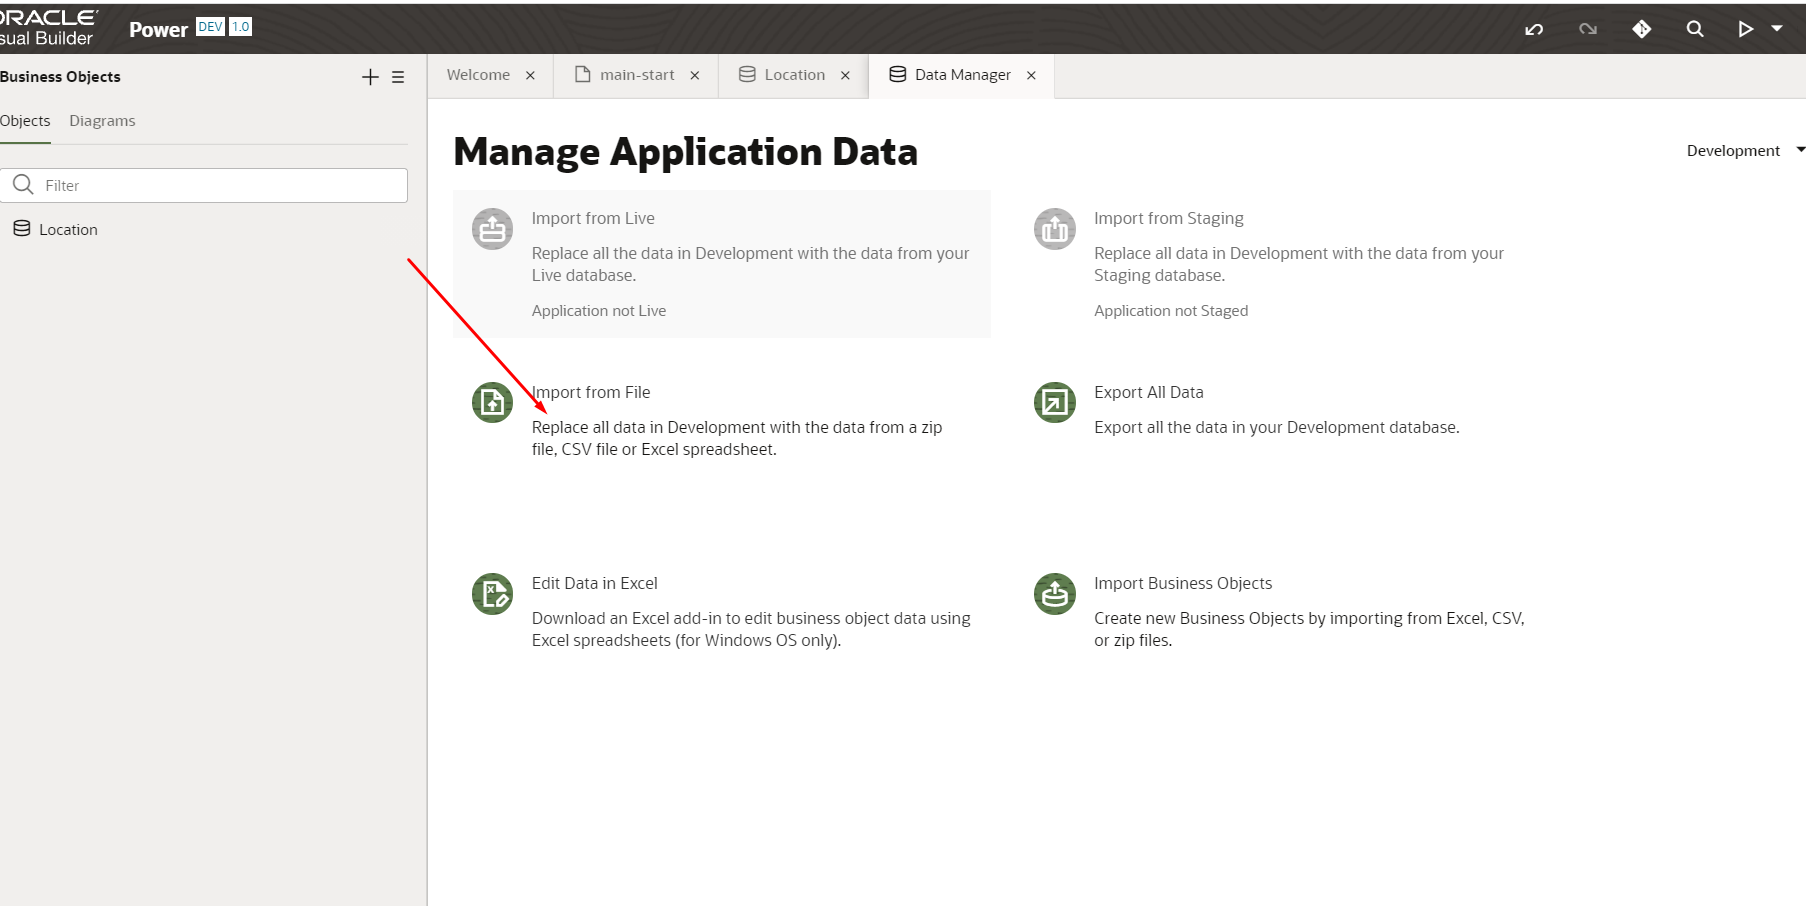 ORACLE
sual Builder
Power DEV 1.0
Business Objects
Objects Diagrams
Filter
Location
Welcome
main-start
Location
Data Manager
Manage Application Data
Development
Import from Live
Replace all the data in Development with the data from your
Live database.
Application not Live
Import from Staging
Replace all data in Development with the data from your
Staging database.
Application not Staged
Import from File
Replace all data in Development with the data from a zip
file, CSV file or Excel spreadsheet.
Export All Data
Export all the data in your Development database.
Edit Data in Excel
Download an Excel add-in to edit business object data using
Excel spreadsheets (for Windows OS only).
Import Business Objects
Create new Business Objects by importing from Excel, CSV,
or zip files.